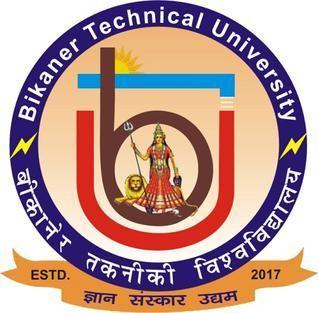 Bikaner Technical University
बीकानेर तकनीकी विश्वविद्यालय
ESTD. 2017
ज्ञान संस्कार उद्यम